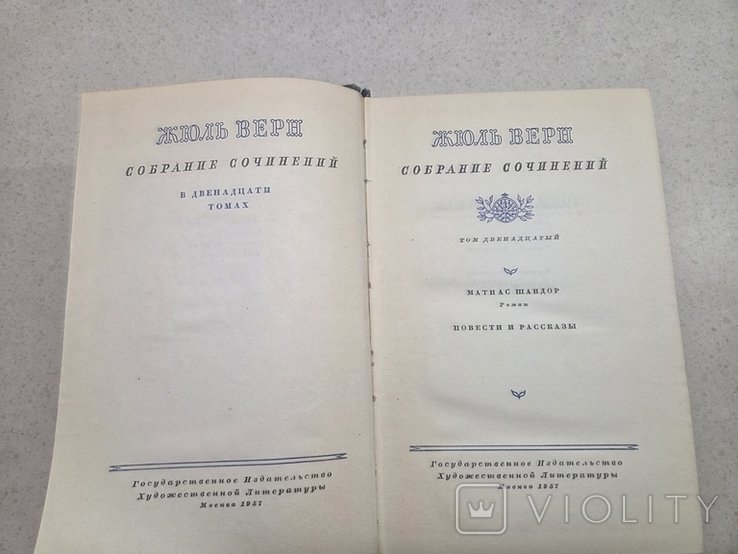 ЖЮЛЬ ВЕРН
СОБРАНИЕ СОЧИНЕНИЙ
В ДВЕНАДЦАТИ
ТОМАХ
Государственное Издательство
Художественной Литературы
Москва 1957
ЖЮЛЬ ВЕРН
СОБРАНИЕ СОЧИНЕНИЙ
ТОМ ДВЕНАДЦАТЫЙ
МАТИАС ШАНДОР
Роман
ПОВЕСТИ И РАССКАЗЫ
Государственное Издательство
Художественной Литературы
Москва 1957
VIOLITY